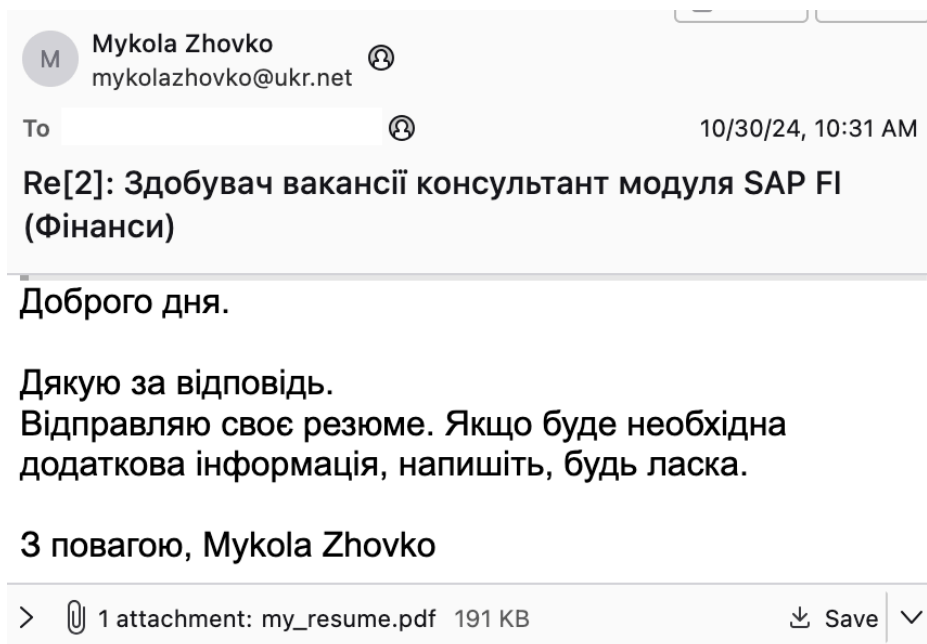 M
Mykola Zhovko
mykolazhovko@ukr.net
To
10/30/24, 10:31 AM
Re[2]: Здобувач вакансії консультант модуля SAP FI
(Фінанси)
Доброго дня.
Дякую за відповідь.
Відправляю своє резюме. Якщо буде необхідна
додаткова інформація, напишіть, будь ласка.
З повагою, Mykola Zhovko
1 attachment: my_resume.pdf 191 KB
Save